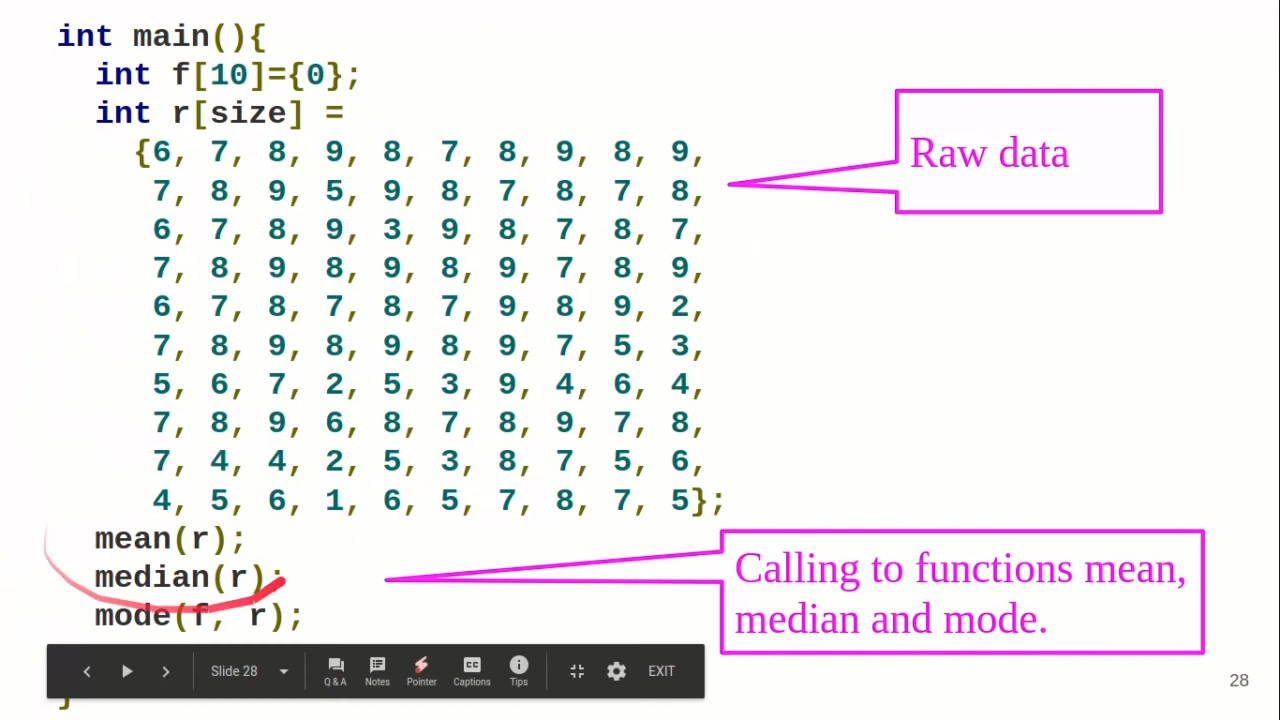 int main(){
int f[10]={0};
int r[size] =
{6, 7, 8, 9, 8, 7, 8, 9, 8, 9,
7, 8, 9, 5, 9, 8, 7, 8, 7, 8,
6, 7, 8, 9, 3, 9, 8, 7, 8, 7,
7, 8, 9, 8, 9, 8, 9, 7, 8, 9,
6, 7, 8, 7, 8, 7, 9, 8, 9, 2,
7, 8, 9, 8, 9, 8, 9, 7, 5, 3,
5, 6, 7, 2, 5, 3, 9, 4, 6, 4,
7, 8, 9, 6, 8, 7, 8, 9, 7, 8,
7, 4, 4, 2, 5, 3, 8, 7, 5, 6,
4, 5, 6, 1, 6, 5, 7, 8, 7, 5};
mean(r);
median(r);
mode(f, r);
}
Raw data
Calling to functions mean,
median and mode.
Slide 28
Q & A
Notes
Pointer
CC
Captions
Tips
EXIT
28